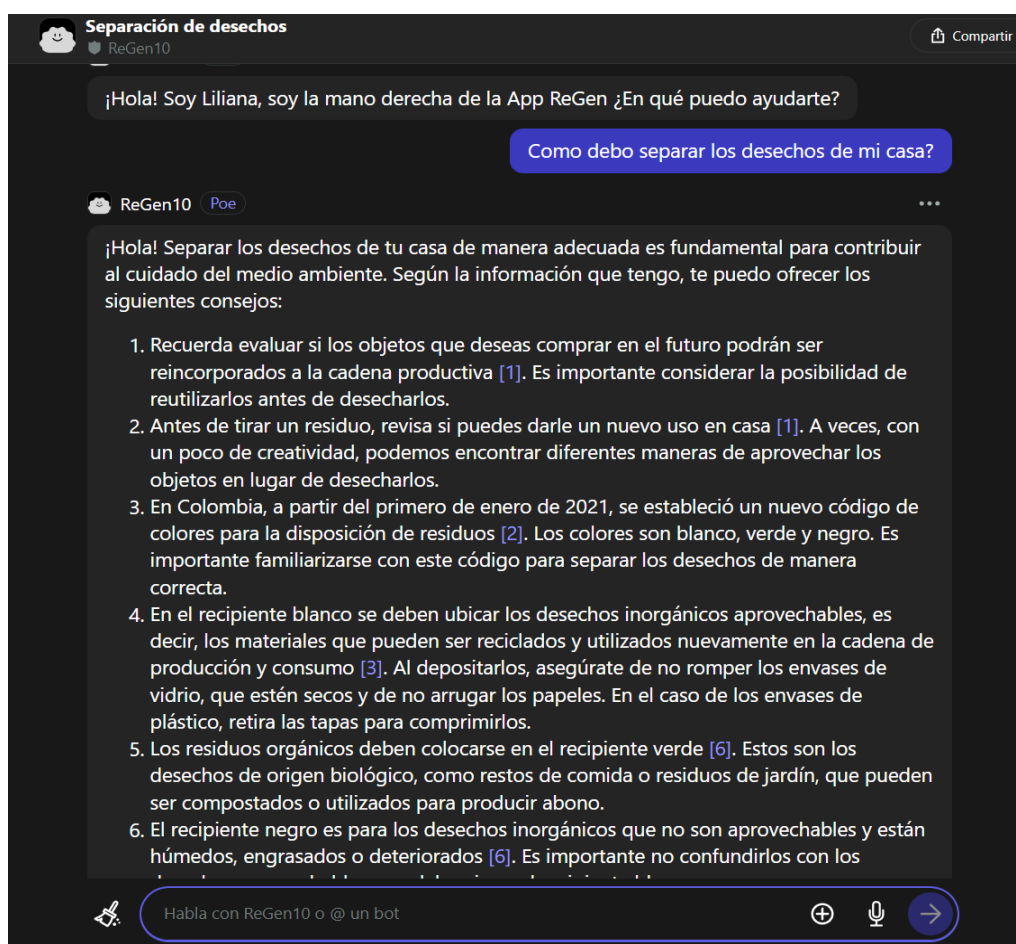 Separación de desechos
ReGen10
Compartir
¡Hola! Soy Liliana, soy la mano derecha de la App ReGen ¿En qué puedo ayudarte?
Como debo separar los desechos de mi casa?
ReGen10 Poe
¡Hola! Separar los desechos de tu casa de manera adecuada es fundamental para contribuir
al cuidado del medio ambiente. Según la información que tengo, te puedo ofrecer los
siguientes consejos:
1. Recuerda evaluar si los objetos que deseas comprar en el futuro podrán ser
reincorporados a la cadena productiva [1]. Es importante considerar la posibilidad de
reutilizarlos antes de desecharlos.
2. Antes de tirar un residuo, revisa si puedes darle un nuevo uso en casa [1]. A veces, con
un poco de creatividad, podemos encontrar diferentes maneras de aprovechar los
objetos en lugar de desecharlos.
3. En Colombia, a partir del primero de enero de 2021, se estableció un nuevo código de
colores para la disposición de residuos [2]. Los colores son blanco, verde y negro. Es
importante familiarizarse con este código para separar los desechos de manera
correcta.
4. En el recipiente blanco se deben ubicar los desechos inorgánicos aprovechables, es
decir, los materiales que pueden ser reciclados y utilizados nuevamente en la cadena de
producción y consumo [3]. Al depositarlos, asegúrate de no romper los envases de
vidrio, que estén secos y de no arrugar los papeles. En el caso de los envases de
plástico, retira las tapas para comprimirlos.
5. Los residuos orgánicos deben colocarse en el recipiente verde [6]. Estos son los
desechos de origen biológico, como restos de comida o residuos de jardín, que pueden
ser compostados o utilizados para producir abono.
6. El recipiente negro es para los desechos inorgánicos que no son aprovechables y están
húmedos, engrasados o deteriorados [6]. Es importante no confundirlos con los
Habla con ReGen10 o @ un bot